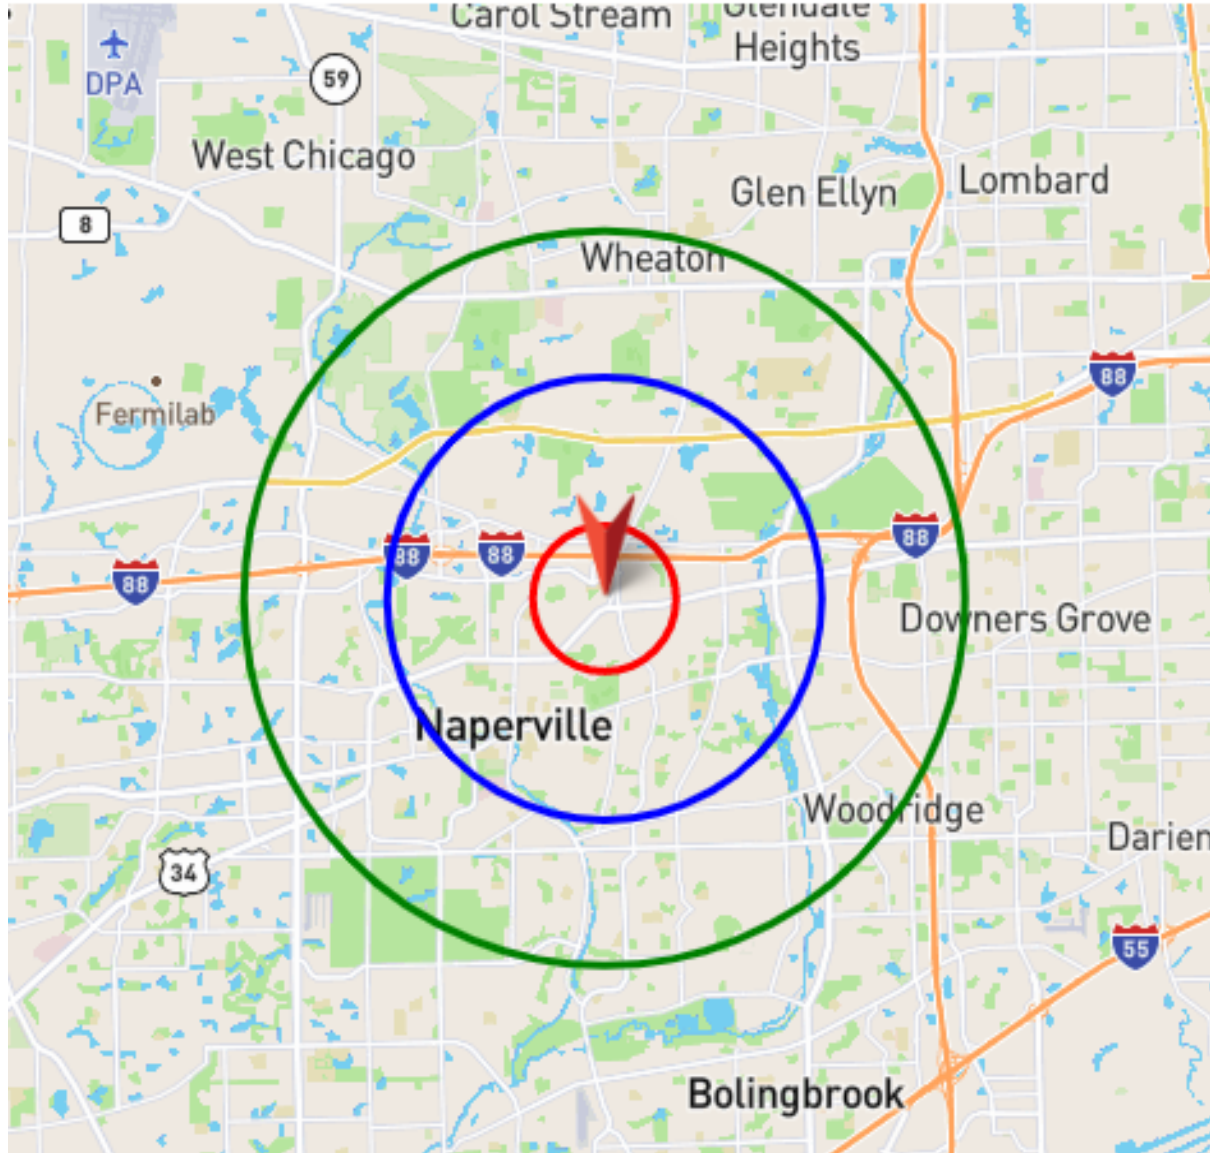 Carol Stream
Glendale
Heights
DPA
59
West Chicago
Glen Ellyn
Lombard
8
Wheaton
88
Fermilab
88
88
88
88
Downers Grove
Naperville
Woodridge
Darien
34
55
Bolingbrook